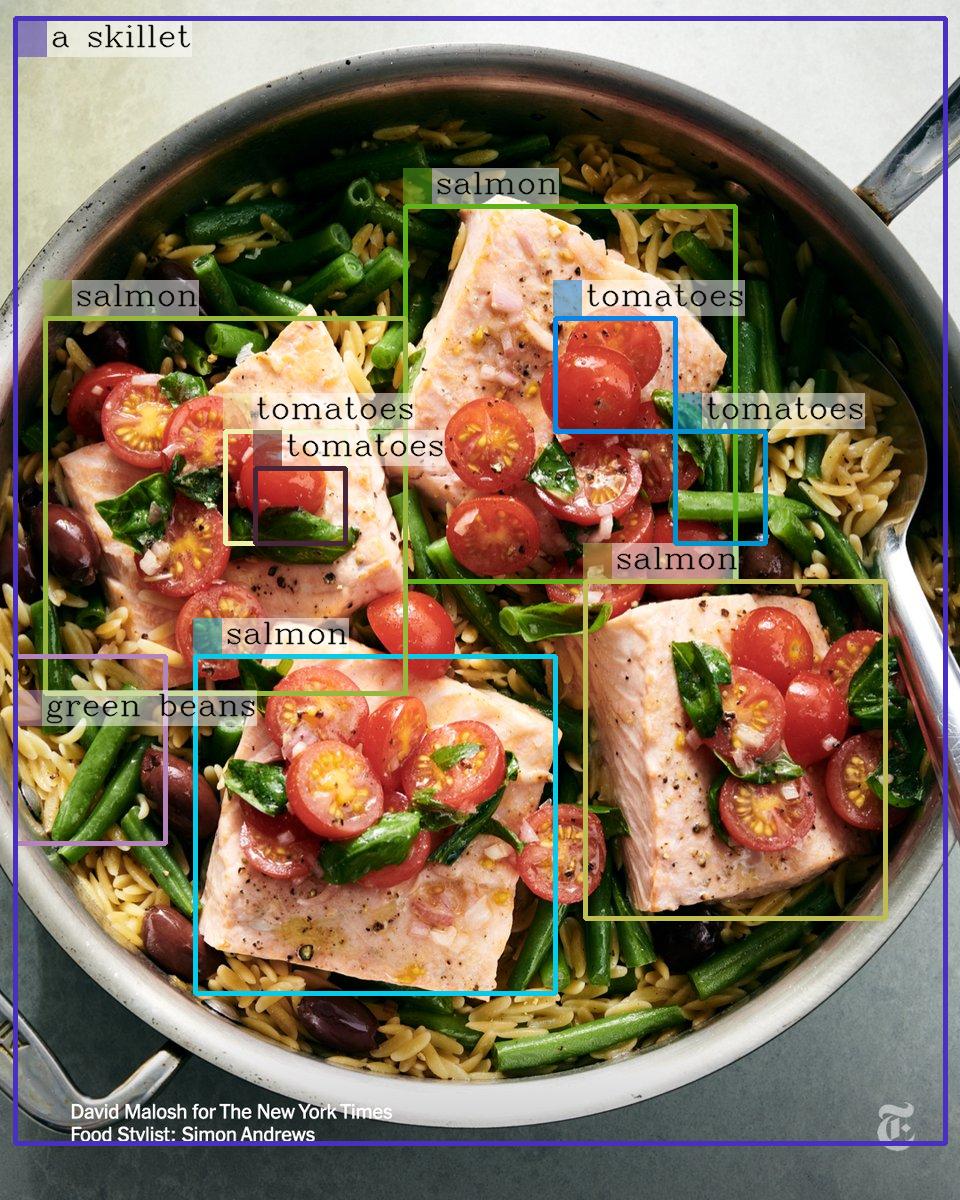 a skillet
salmon
salmon
tomatoes
tomatoes
tomatoes
tomatoes
salmon
salmon
green beans
David Malosh for The New York Times
Food Stylist: Simon Andrews
T